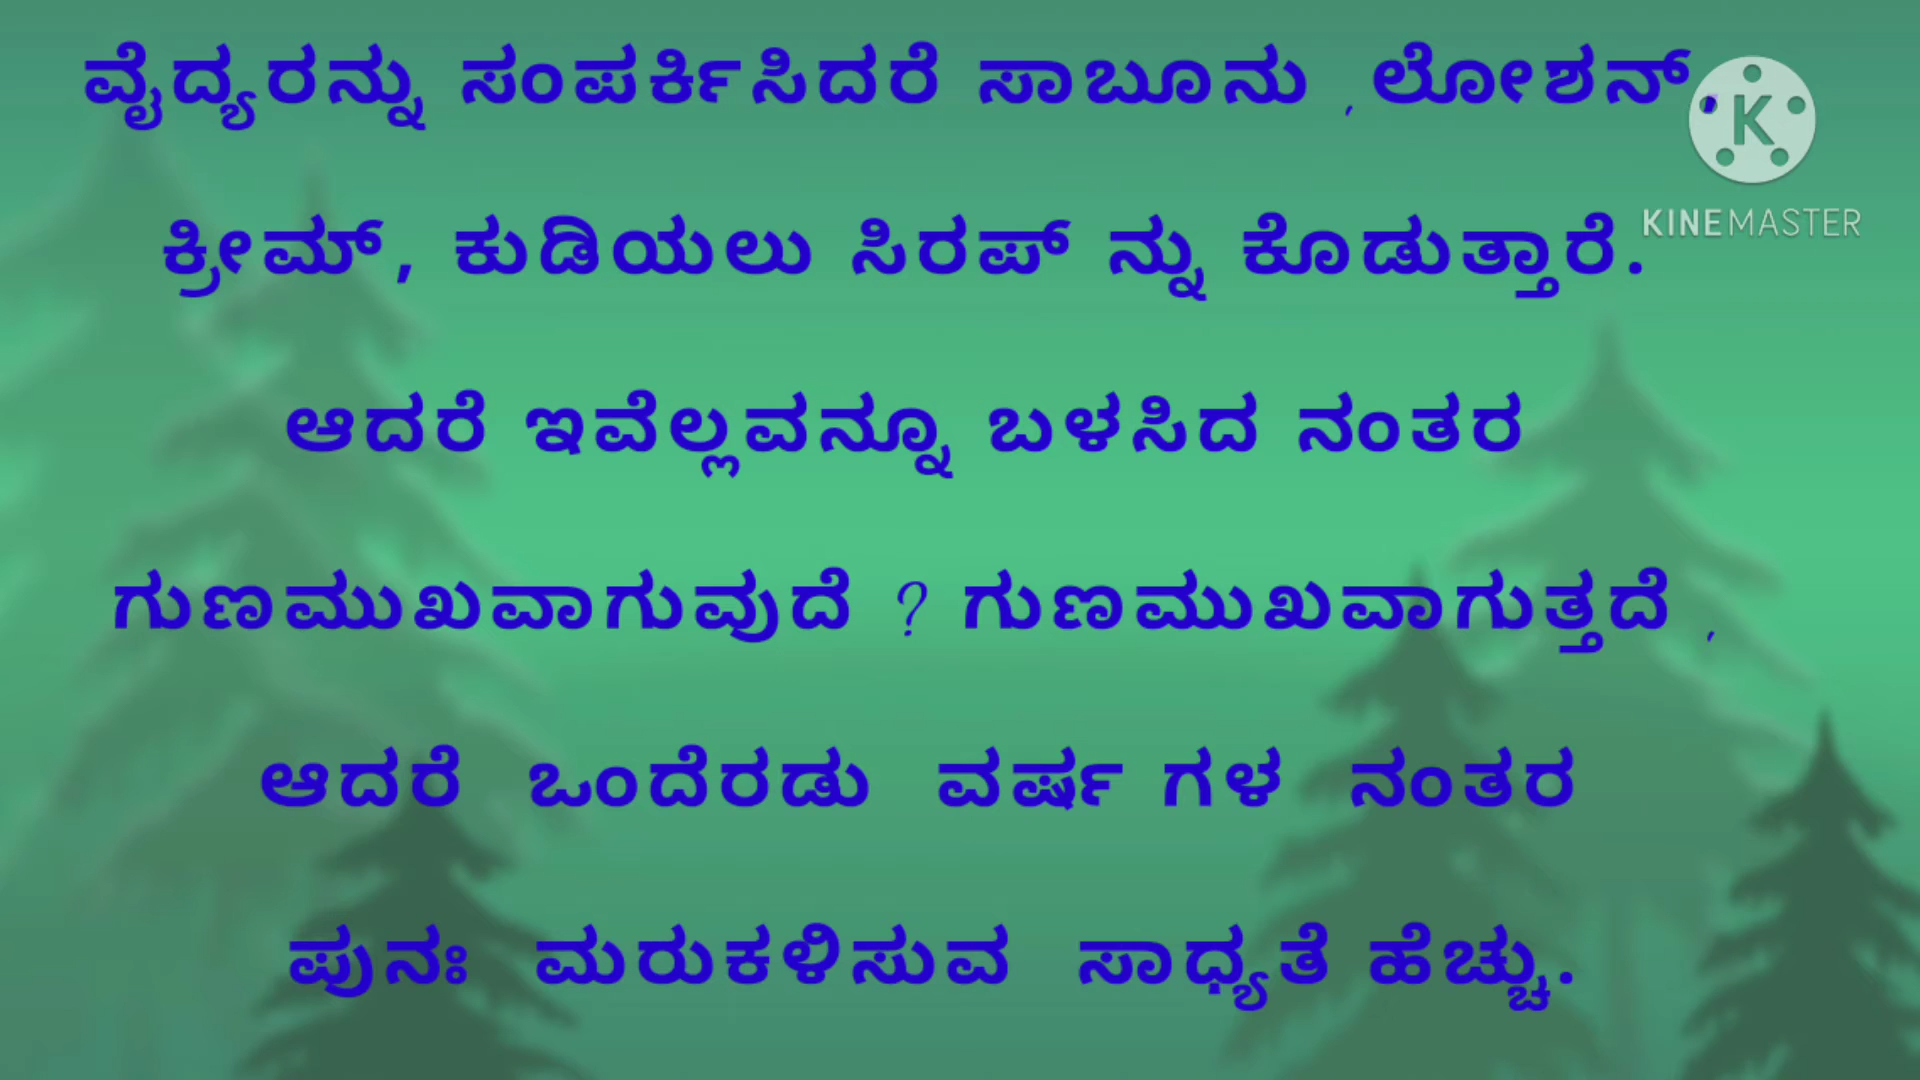 ವೈದ್ಯರನ್ನು ಸಂಪರ್ಕಿಸಿದರೆ ಸಾಬೂನು ,ಲೋಶನ್,
K
ಕ್ರೀಮ್, ಕುಡಿಯಲು ಸಿರಪ್ ನ್ನು ಕೊಡುತ್ತಾರೆ.
KINEMASTER
ಆದರೆ ಇವೆಲ್ಲವನ್ನೂ ಬಳಸಿದ ನಂತರ
ಗುಣಮುಖವಾಗುವುದೆ ? ಗುಣಮುಖವಾಗುತ್ತದೆ ,
ಆದರೆ ಒಂದೆರಡು ವರ್ಷ ಗಳ ನಂತರ
ಪುನಃ ಮರುಕಳಿಸುವ ಸಾಧ್ಯತೆ ಹೆಚ್ಚು.